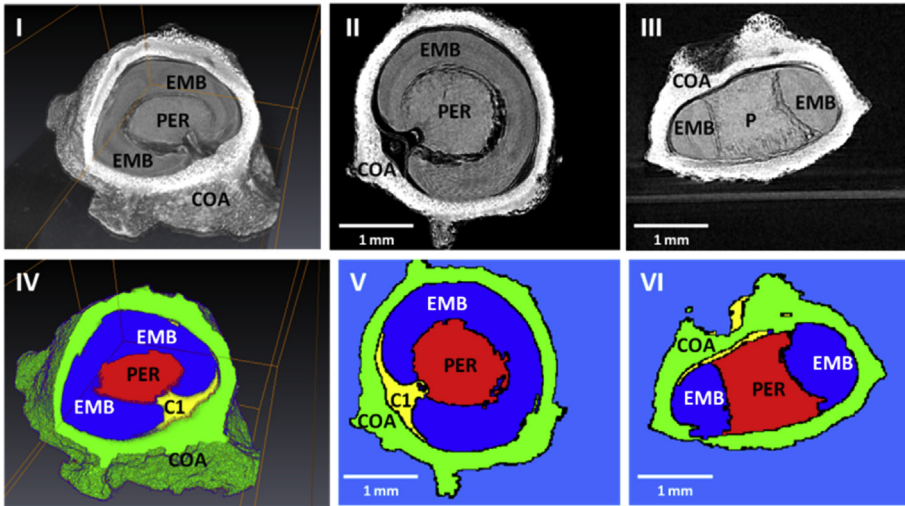 I
EMB
PER
EMB
COA
II
EMB
PER
COA
1 mm
III
COA
EMB
P
EMB
1 mm
IV
EMB
PER
EMB
C1
COA
V
EMB
PER
C1
COA
1 mm
VI
COA
EMB
PER
EMB
1 mm